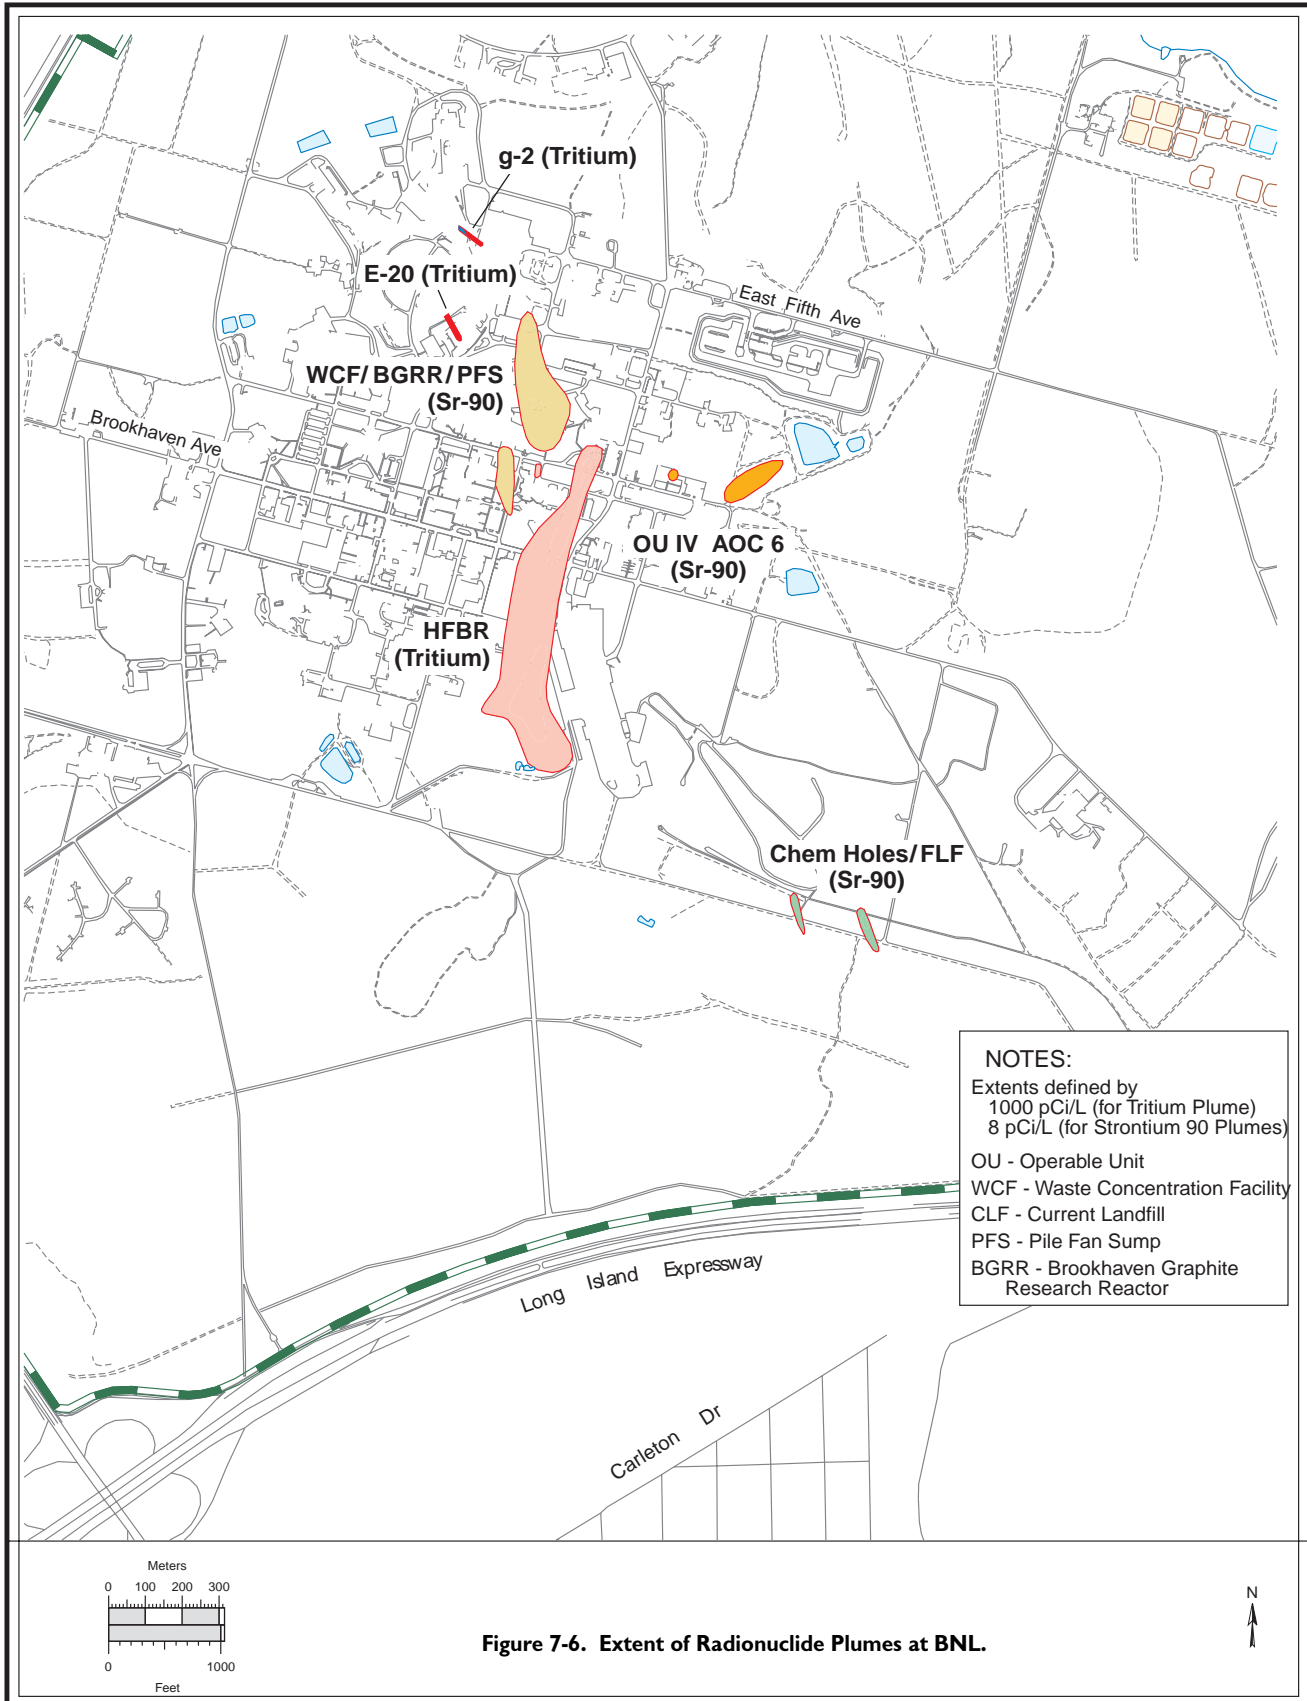 g-2 (Tritium)
E-20 (Tritium)
East Fifth Ave
WCF/ BGRR/ PFS
(Sr-90)
Brookhaven Ave
OU IV AOC 6
(Sr-90)
HFBR
(Tritium)
Chem Holes/ FLF
(Sr-90)
NOTES:
Extents defined by
1000 pCi/L (for Tritium Plume)
8 pCi/L (for Strontium 90 Plumes)
OU - Operable Unit
WCF - Waste Concentration Facility
CLF - Current Landfill
PFS - Pile Fan Sump
BGRR - Brookhaven Graphite
Research Reactor
Long Island Expressway
Carleton Dr
Meters
0 100 200 300
0 1000
Feet
N
Figure 7-6. Extent of Radionuclide Plumes at BNL.